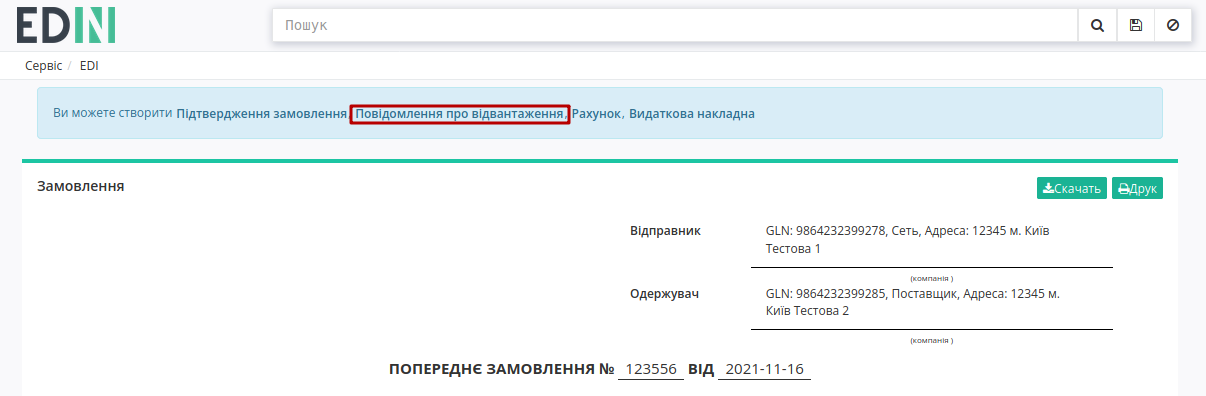 EDIN
Пошук
Сервіс / EDI
Ви можете створити Підтвердження замовлення, Повідомлення про відвантаження, Рахунок, Видаткова накладна
Замовлення
Скачать Друк
Відправник GLN: 9864232399278, Сеть, Адреса: 12345 м. Київ
Тестова 1
(компанія )
Одержувач GLN: 9864232399285, Поставщик, Адреса: 12345 м.
Київ Тестова 2
(компанія )
ПОПЕРЕДНЄ ЗАМОВЛЕННЯ № 123556 ВІД 2021-11-16